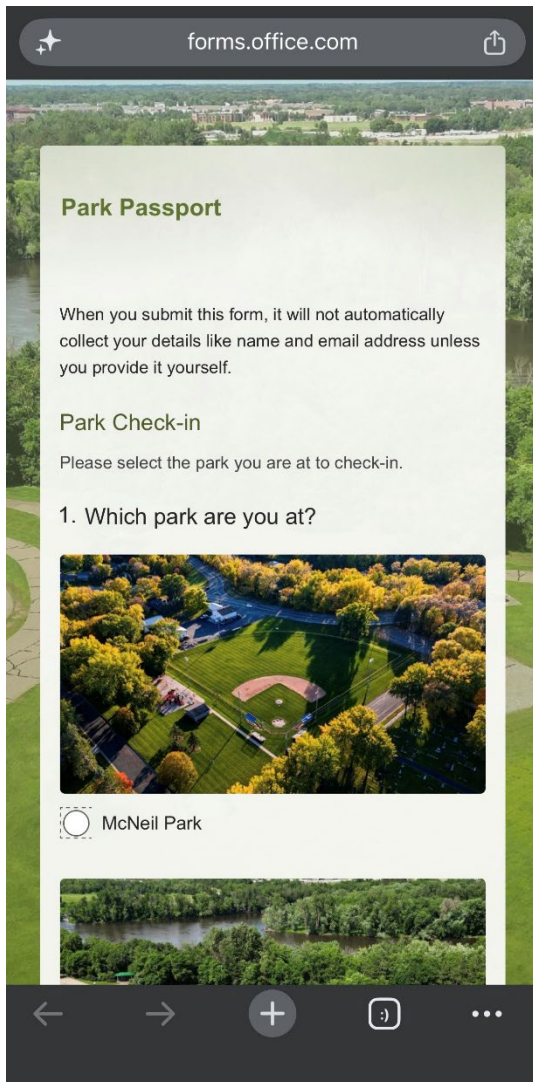 forms.office.com
Park Passport
When you submit this form, it will not automatically
collect your details like name and email address unless
you provide it yourself.
Park Check-in
Please select the park you are at to check-in.
1. Which park are you at?
McNeil Park
:)